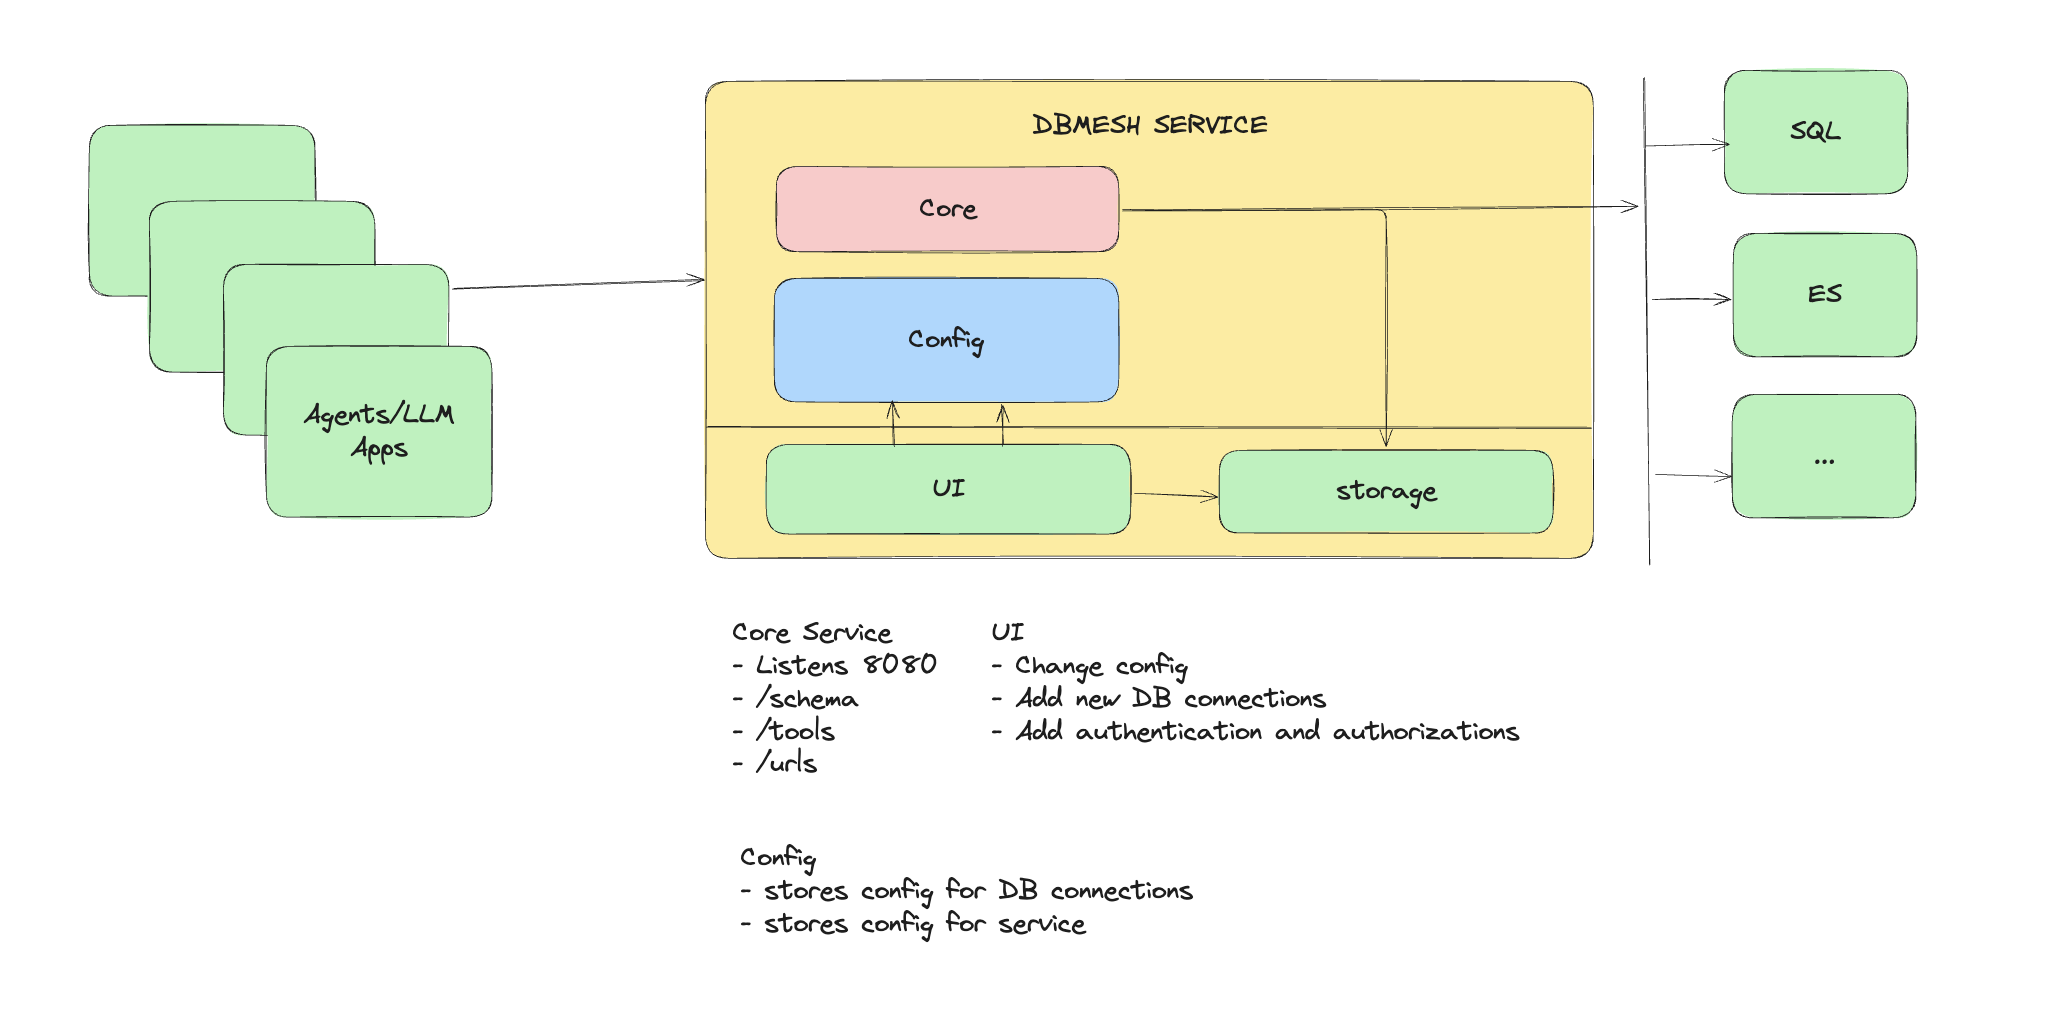 DBMESH SERVICE
Core
Config
UI
storage
Agents/LLM
Apps
SQL
ES
...
Core Service
- Listens 8080
- /schema
- /tools
- /urls
UI
- Change config
- Add new DB connections
- Add authentication and authorizations
Config
- stores config for DB connections
- stores config for service